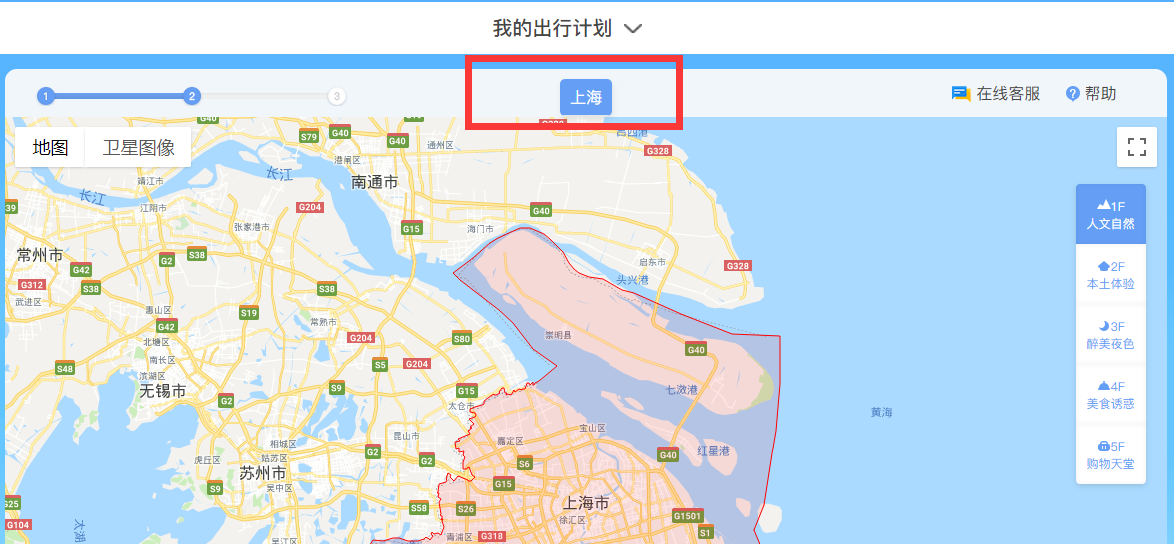 我的出行计划
1
2
3
上海
在线客服
帮助
地图
卫星图像
G40
S79
G40
G40
通州区
G328
G328
港闸区
南通市
靖江市
长江
长江
江阴市
G204
张家港市
G15
G40
海门市
启东市
头兴港
G328
常州市
G2
S38
G42
G312
S38
武进区
S38
惠山区
S19
G42
常熟市
G204
S80
北塘区
崇明县
G40
南长区
滨湖区
S48
S5
G204
无锡市
S9
G15
七滧港
G2
太仓市
黄海
昆山市
嘉定区
宝山区
相城区
G2
红星港
虎丘区
姑苏区
G2
S6
G40
苏州市
吴中区
S9
G15
上海市
G25
S58
S26
徐汇区
G1501
G104
太湖
吴江区
青浦区
G318
S1
1F
人文自然
2F
本土体验
3F
醉美夜色
4F
美食诱惑
5F
购物天堂